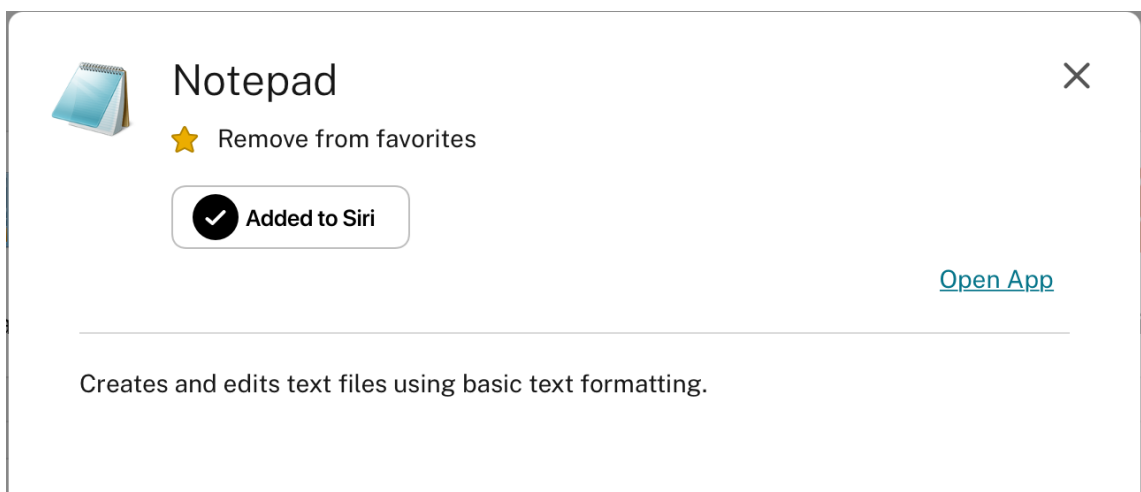 Notepad
Remove from favorites
Added to Siri
Open App
Creates and edits text files using basic text formatting.